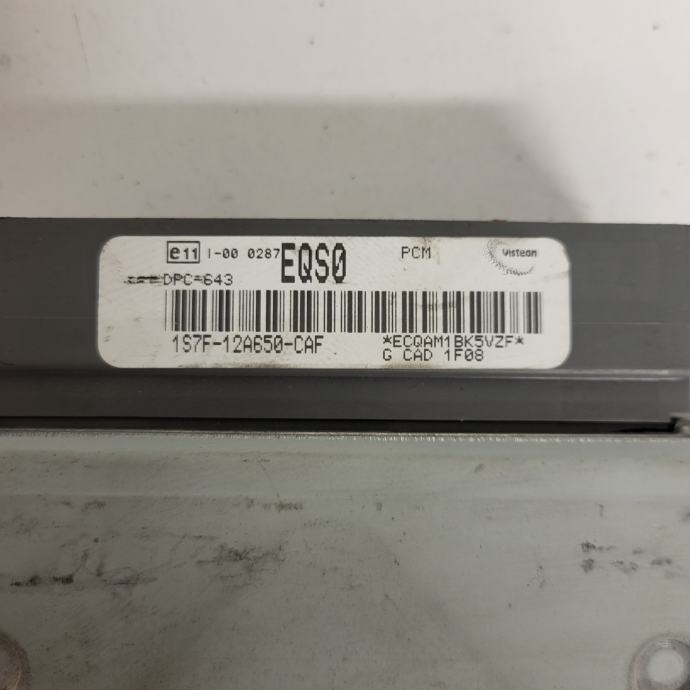 e11 I-00 0287 EQS0 PCM Visteon
DPC-643
1S7F-12A650-CAF *ECQAM1BK5VZF*
G CAD 1F08